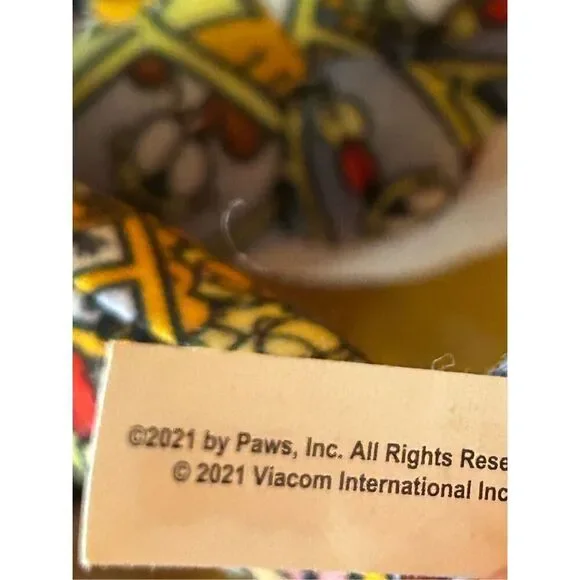 ©2021 by Paws, Inc. All Rights Rese
© 2021 Viacom International Inc